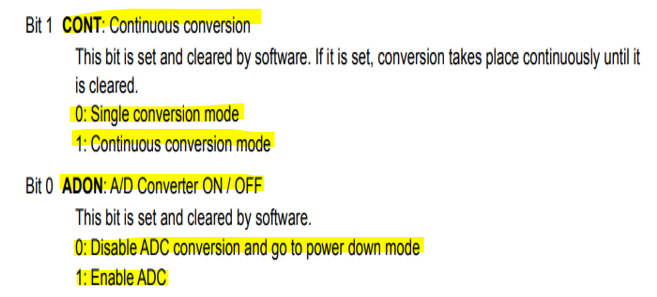 Bit 1 CONT: Continuous conversion
This bit is set and cleared by software. If it is set, conversion takes place continuously until it
is cleared.
0: Single conversion mode
1: Continuous conversion mode
Bit 0 ADON: A/D Converter ON / OFF
This bit is set and cleared by software.
0: Disable ADC conversion and go to power down mode
1: Enable ADC